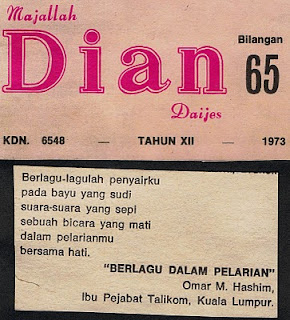 Majallah
Dian
Bilangan
65
Daijes
KDN. 6548 — TAHUN XII — 1973
Berlagu-lagulah penyairku
pada bayu yang sudi
suara-suara yang sepi
sebuah bicara yang mati
dalam pelarianmu
bersama hati.
"BERLAGU DALAM PELARIAN"
Omar M. Hashim,
Ibu Pejabat Talikom, Kuala Lumpur.